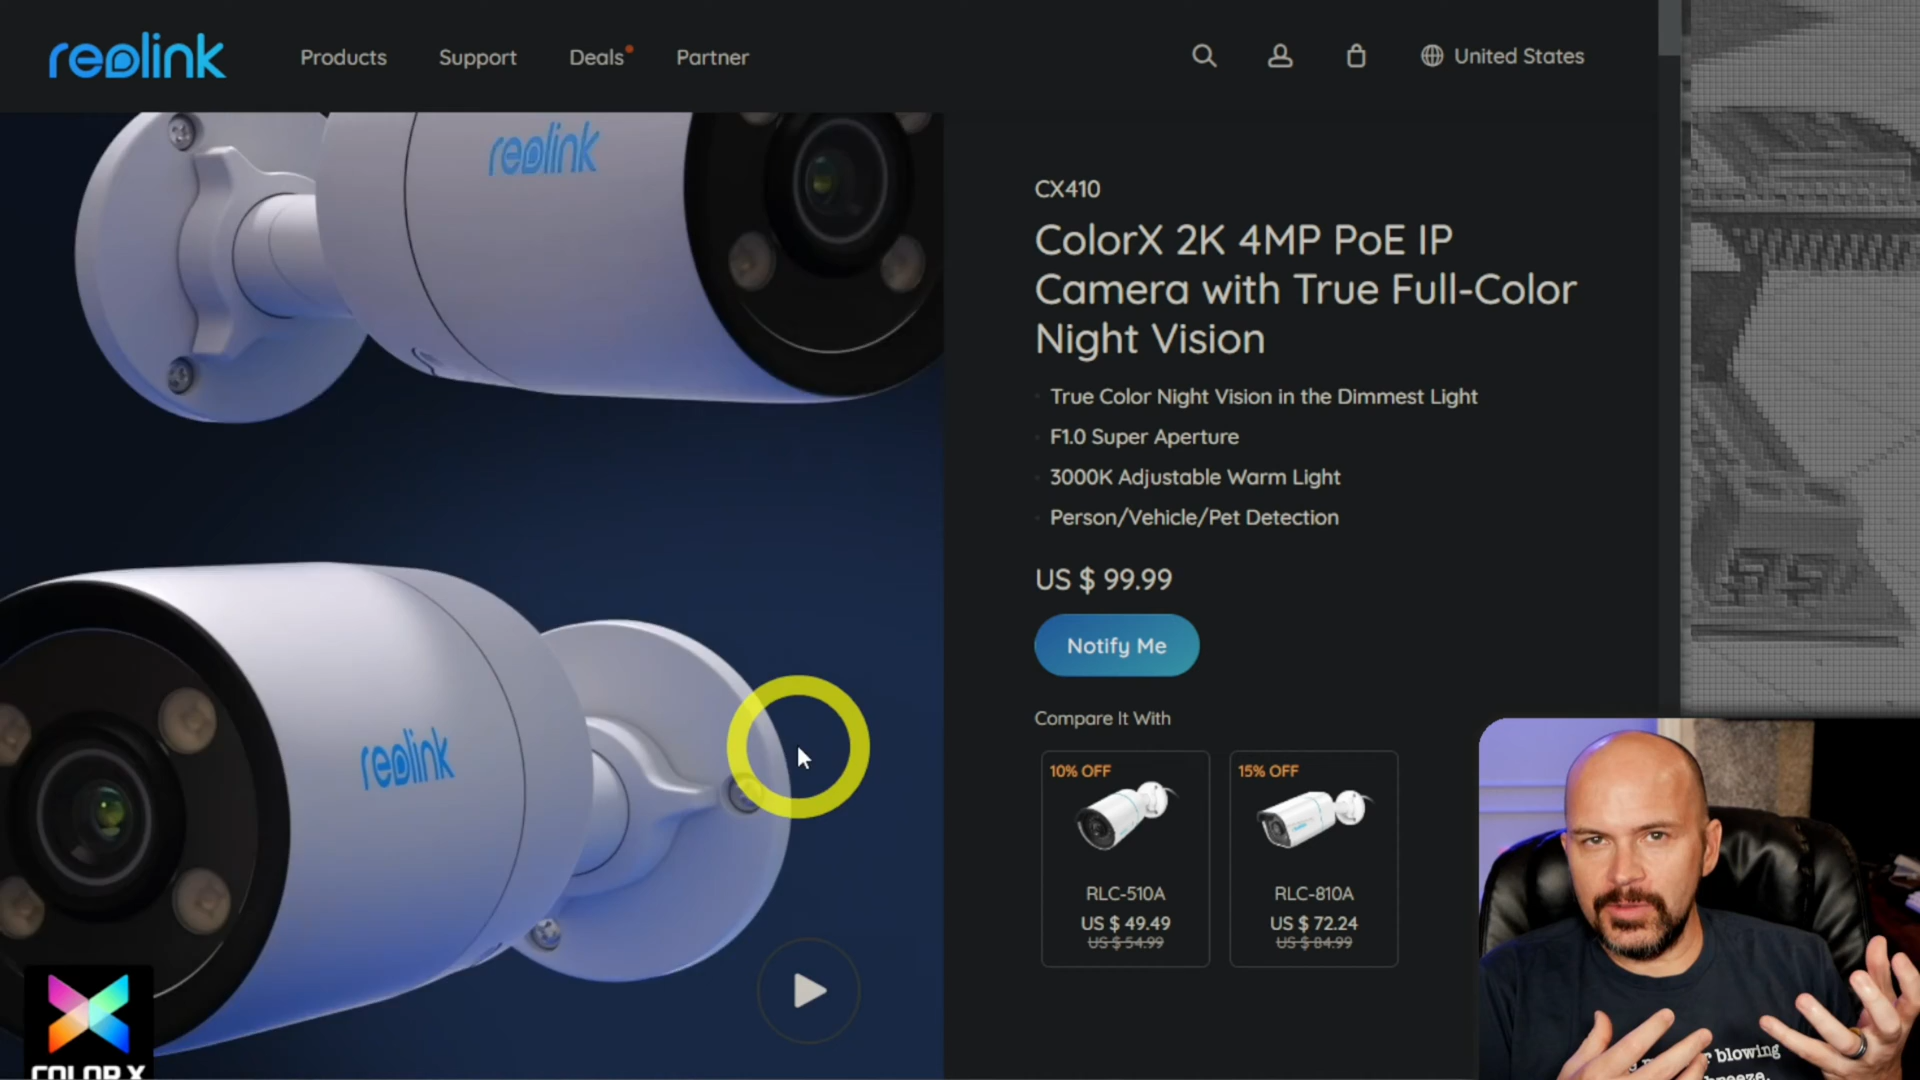 reolink
Products
Support
Deals
Partner
United States
reolink
CX410
ColorX 2K 4MP PoE IP
Camera with True Full-Color
Night Vision
True Color Night Vision in the Dimmest Light
F1.0 Super Aperture
3000K Adjustable Warm Light
Person/Vehicle/Pet Detection
US $ 99.99
Notify Me
Compare It With
10% OFF
RLC-510A
US $ 49.49
US $ 54.99
15% OFF
RLC-810A
US $ 72.24
US $ 84.99
reolink
COLOR X
blowing